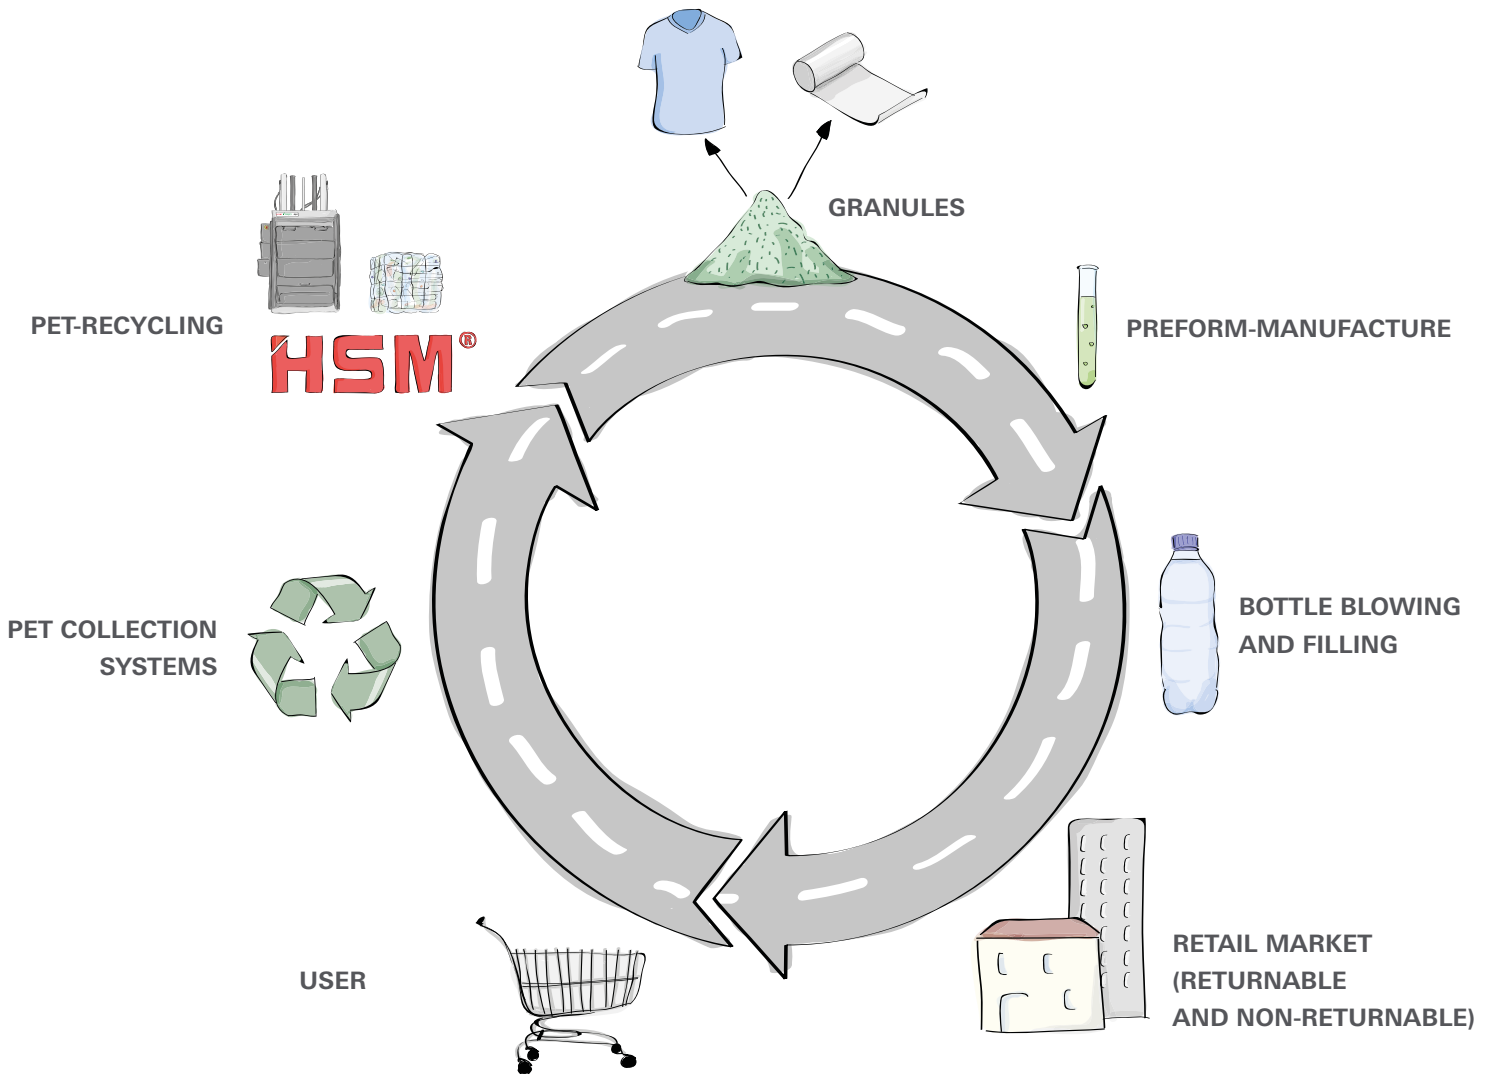 GRANULES
PET-RECYCLING
HSM®
PREFORM-MANUFACTURE
BOTTLE BLOWING
AND FILLING
PET COLLECTION
SYSTEMS
RETAIL MARKET
(RETURNABLE
AND NON-RETURNABLE)
USER